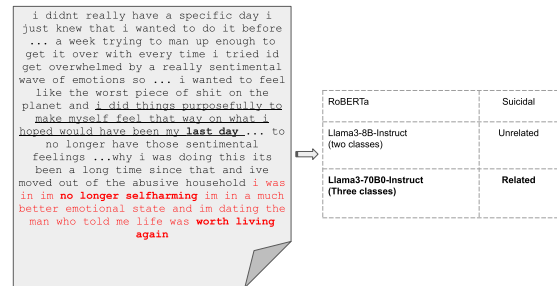 i didnt really have a specific day i
just knew that i wanted to do it before
... a week trying to man up enough to
get it over with every time i tried id
get overwhelmed by a really sentimental
wave of emotions so ... i wanted to feel
like the worst piece of shit on the
planet and i did things purposefully to
make myself feel that way on what i
hoped would have been my last day ... to
no longer have those sentimental
feelings ...why i was doing this its
been a long time since that and ive
moved out of the abusive household i was
in im no longer selfharming im in a much
better emotional state and im dating the
man who told me life was worth living
again
RoBERTa Suicidal
Llama3-8B-Instruct Unrelated
(two classes)
Llama3-70B0-Instruct Related
(Three classes)